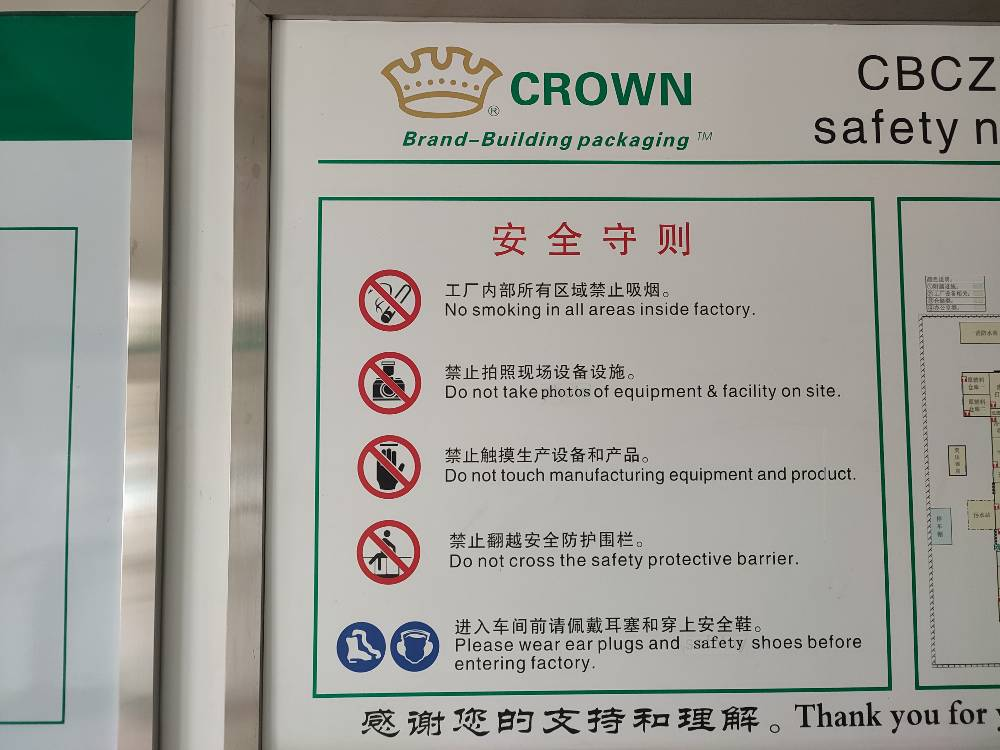 CROWN
®
Brand-Building packaging ™
CBCZ
safety n
安全守则
工厂内部所有区域禁止吸烟。
No smoking in all areas inside factory.
禁止拍照现场设备设施。
Do not take photos of equipment & facility on site.
禁止触摸生产设备和产品。
Do not touch manufacturing equipment and product.
禁止翻越安全防护围栏。
Do not cross the safety protective barrier.
进入车间前请佩戴耳塞和穿上安全鞋。
Please wear ear plugs and safety shoes before
entering factory.
感谢您的支持和理解。Thank you for
污水站
停车棚